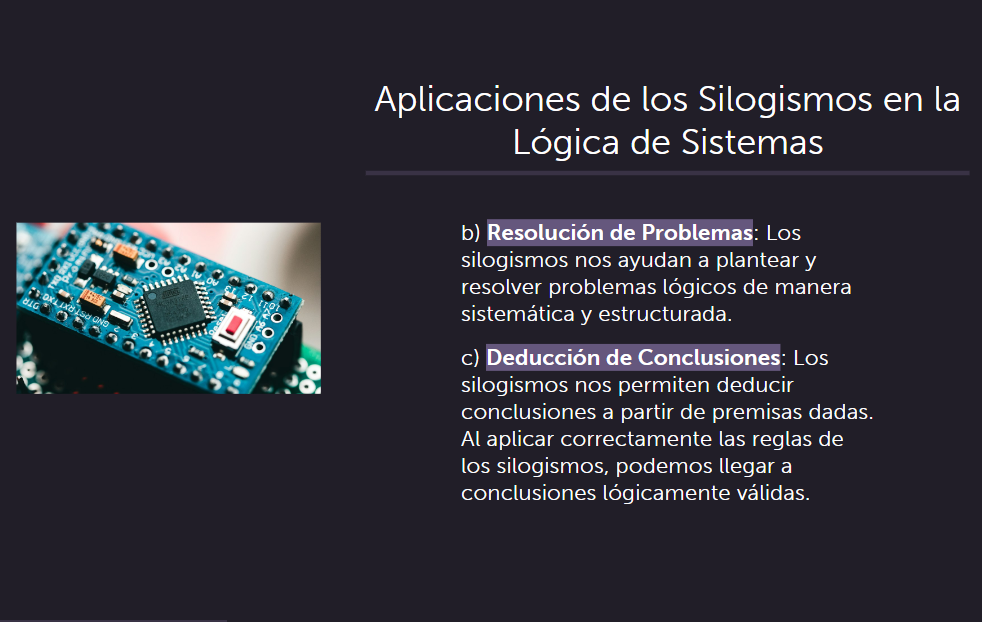 Aplicaciones de los Silogismos en la
Lógica de Sistemas
b) Resolución de Problemas: Los
silogismos nos ayudan a plantear y
resolver problemas lógicos de manera
sistemática y estructurada.
c) Deducción de Conclusiones: Los
silogismos nos permiten deducir
conclusiones a partir de premisas dadas.
Al aplicar correctamente las reglas de
los silogismos, podemos llegar a
conclusiones lógicamente válidas.